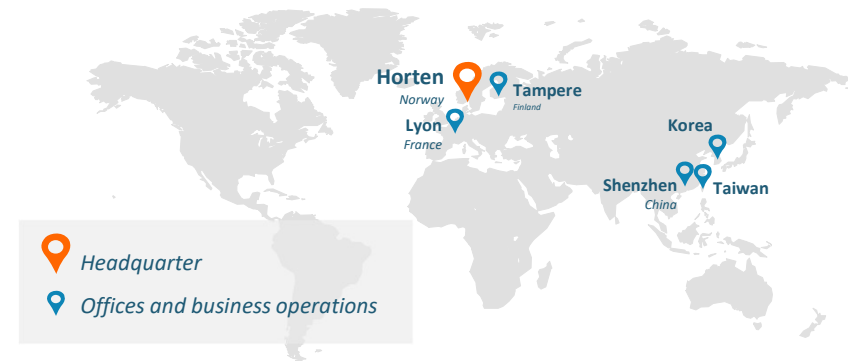 Horten
Norway
Tampere
Finland
Lyon
France
Korea
Shenzhen
China
Taiwan
Headquarter
Offices and business operations